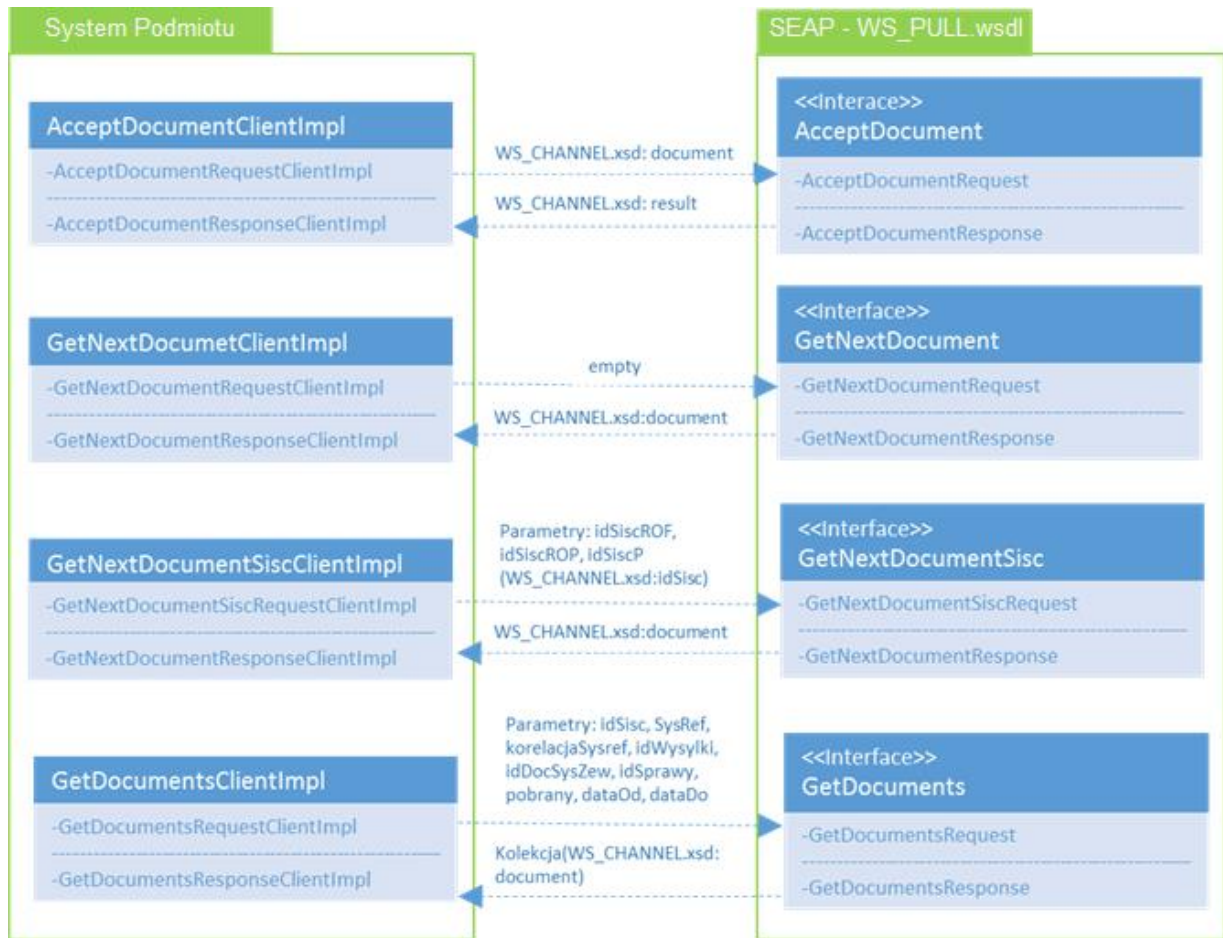 System Podmiotu
SEAP - WS_PULL.wsdl
AcceptDocumentClientImpl
-AcceptDocumentRequestClientImpl
-AcceptDocumentResponseClientImpl
WS_CHANNEL.xsd: document
WS_CHANNEL.xsd: result
<<Interace>>
AcceptDocument
-AcceptDocumentRequest
-AcceptDocumentResponse
GetNextDocumetClientImpl
-GetNextDocumentRequestClientImpl
-GetNextDocumentResponseClientImpl
empty
WS_CHANNEL.xsd:document
<<Interface>>
GetNextDocument
-GetNextDocumentRequest
-GetNextDocumentResponse
GetNextDocumentSiscClientImpl
-GetNextDocumentSiscRequestClientImpl
-GetNextDocumentResponseClientImpl
Parametry: idSiscROF,
idSiscROP, idSiscP
(WS_CHANNEL.xsd:idSisc)
WS_CHANNEL.xsd:document
<<Interface>>
GetNextDocumentSisc
-GetNextDocumentSiscRequest
-GetNextDocumentResponse
GetDocumentsClientImpl
-GetDocumentsRequestClientImpl
-GetDocumentsResponseClientImpl
Parametry: idSisc, SysRef,
korelacjaSysref, idWysylki,
idDocSysZew, idSprawy,
pobrany, dataOd, dataDo
Kolekcja(WS_CHANNEL.xsd:
document)
<<Interface>>
GetDocuments
-GetDocumentsRequest
-GetDocumentsResponse